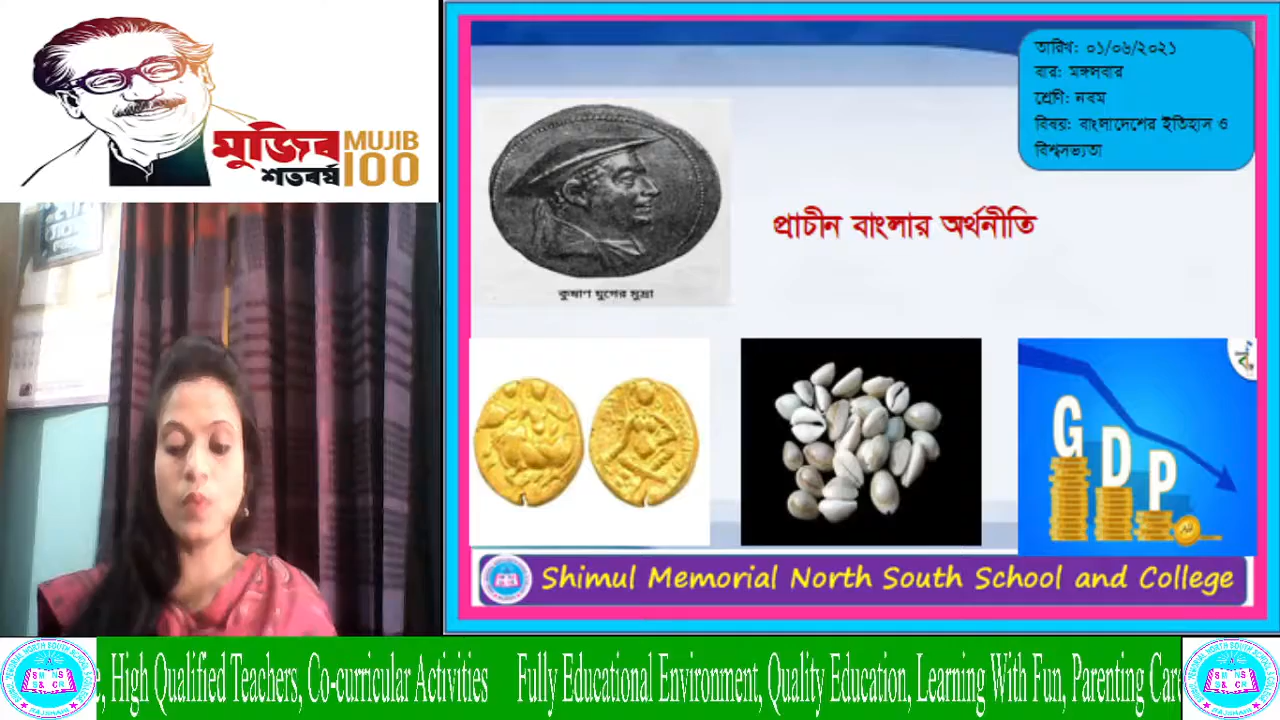 মুজিব
শতবর্ষ
MUJIB
100
তারিখ: ০১/০৬/২০২১
বার: মঙ্গলবার
শ্রেণি: নবম
বিষয়: বাংলাদেশের ইতিহাস ও
বিশ্বসভ্যতা
প্রাচীন বাংলার অর্থনীতি
কুষাণ যুগের মুদ্রা
GDP
Shimul Memorial North South School and College
e, High Qualified Teachers, Co-curricular Activities Fully Educational Environment, Quality Education, Learning With Fun, Parenting Car